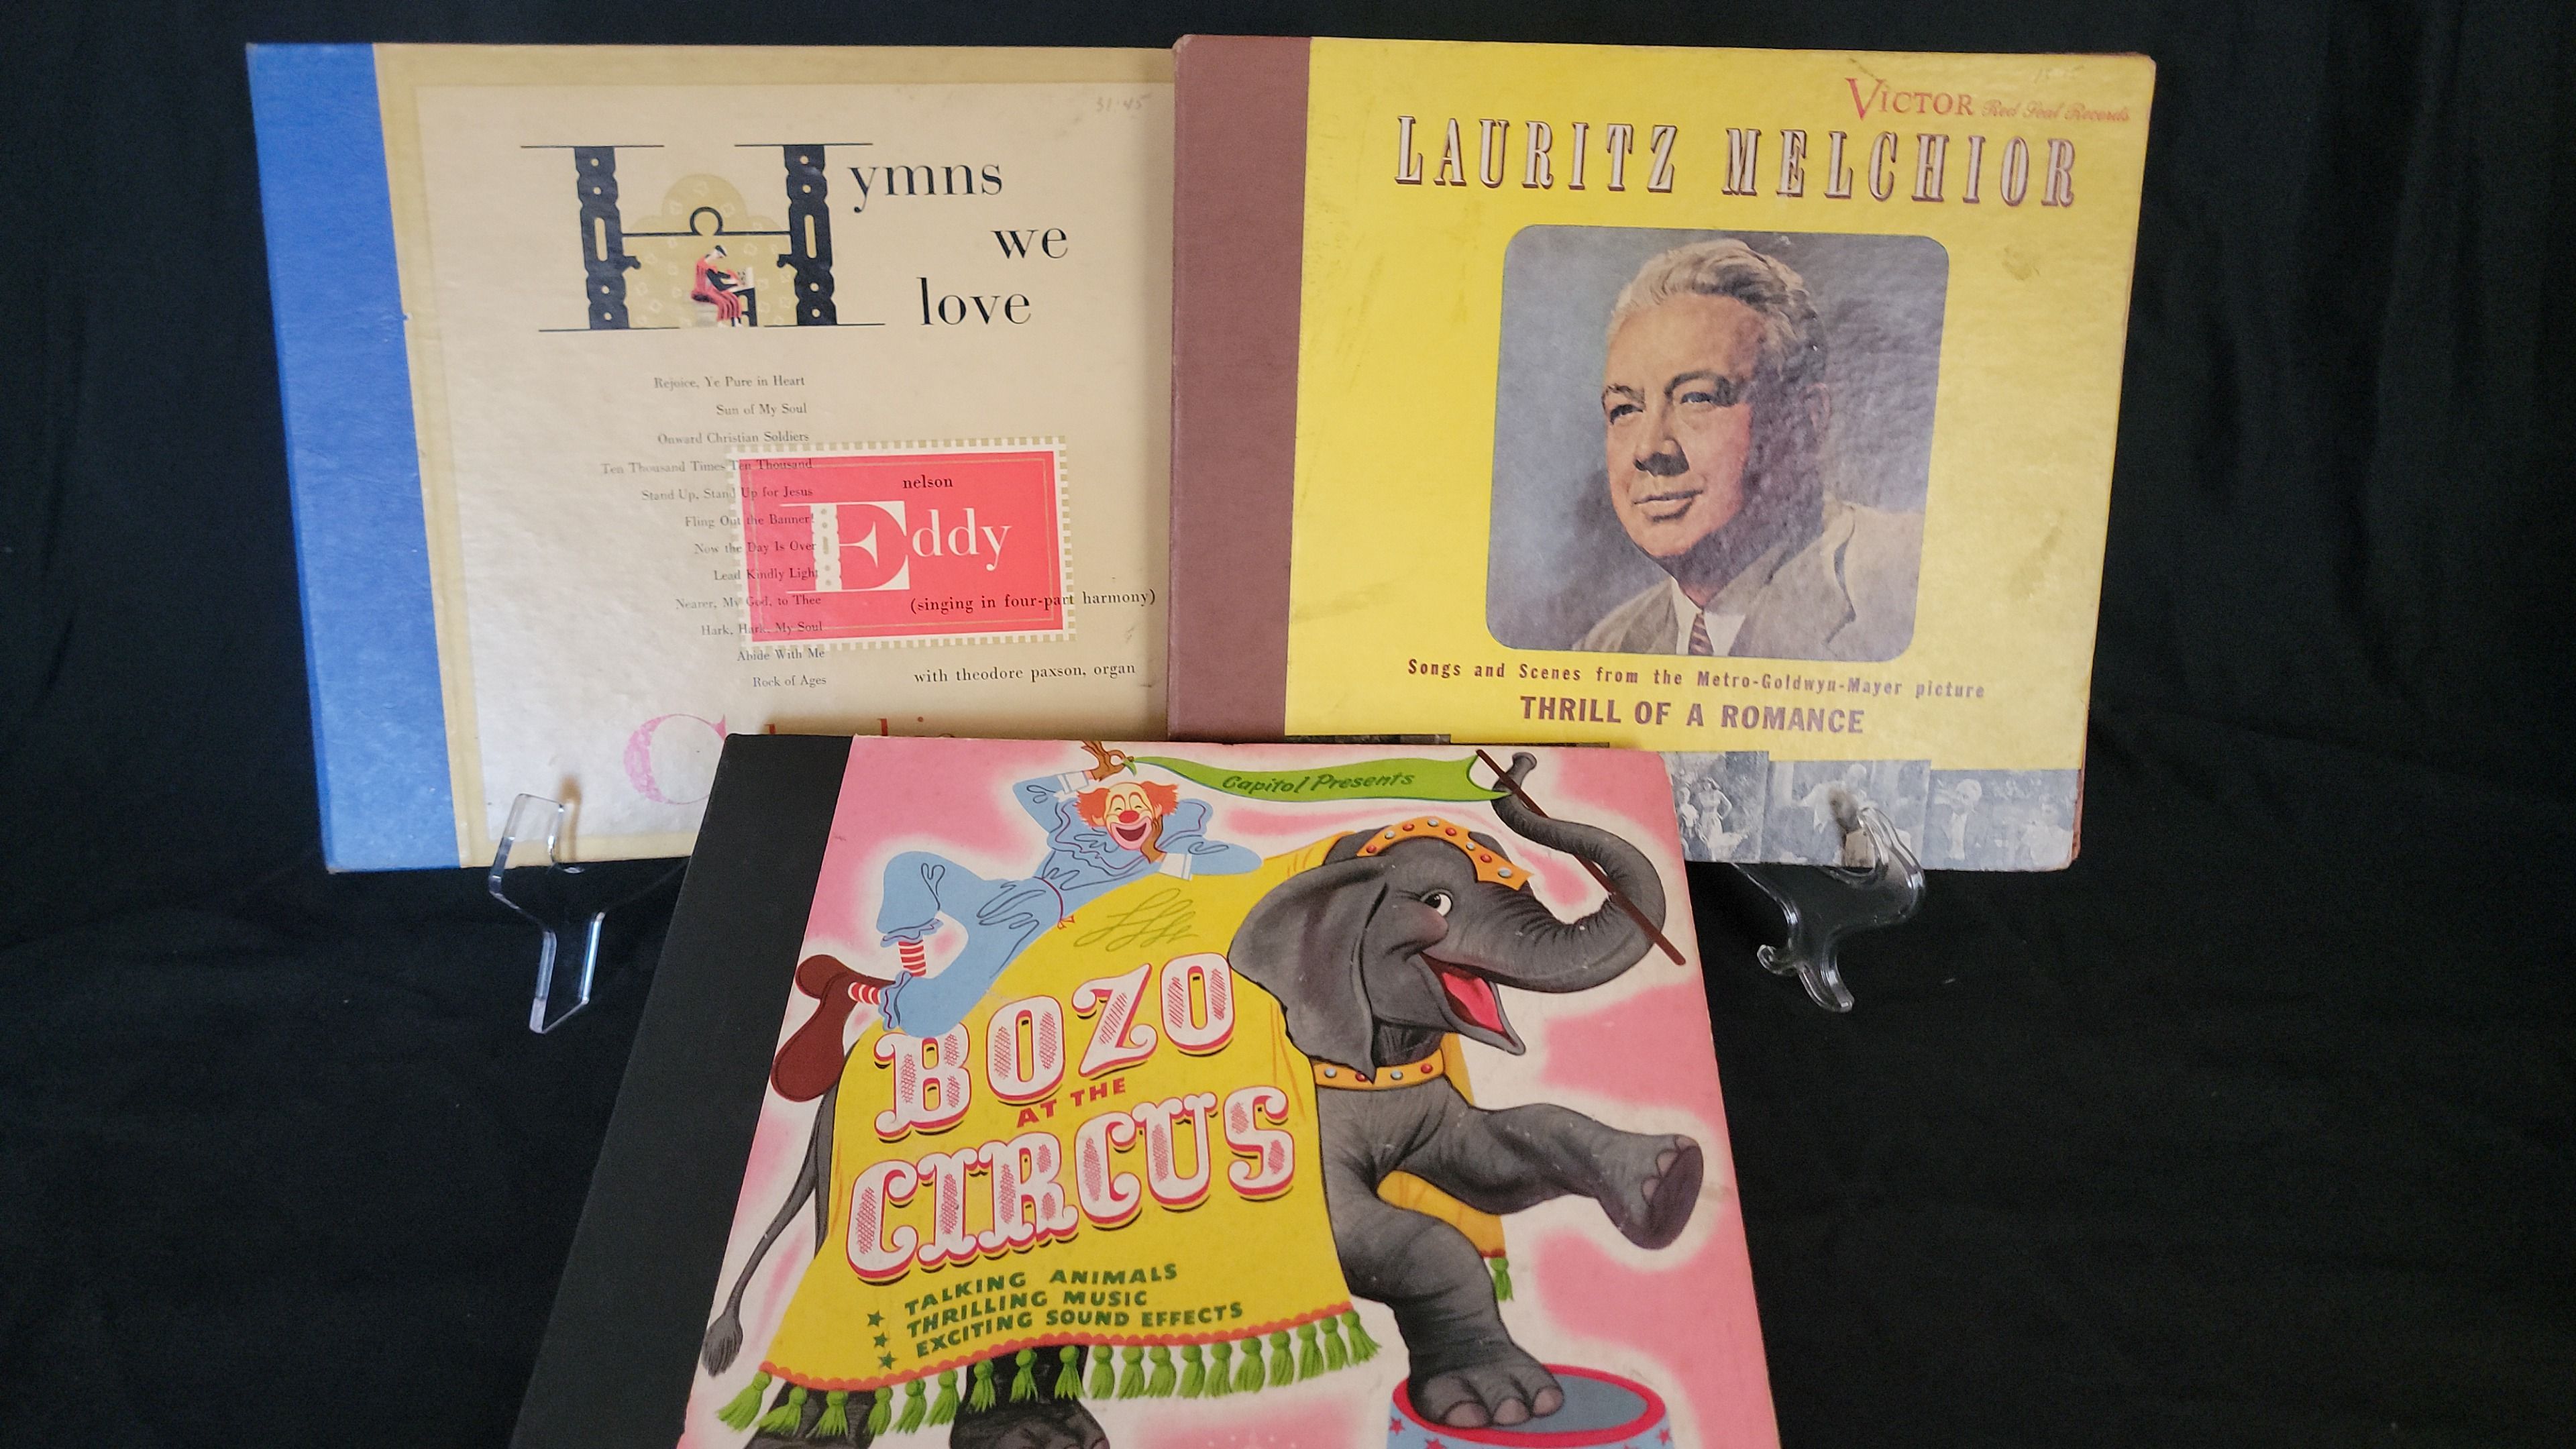 31-45
Hymns
we
love
Rejoice, Ye Pure in Heart
Sun of My Soul
Onward Christian Soldiers
Ten Thousand Times Ten Thousand
Stand Up, Stand Up for Jesus
Fling Out the Banner!
Now the Day Is Over
Lead Kindly Light
Nearer, My God, to Thee
Hark, Hark, My Soul
Abide With Me
Rock of Ages
nelson
Eddy
(singing in four-part harmony)
with theodore paxson, organ
VICTOR Red Seal Records
LAURITZ MELCHIOR
Songs and Scenes from the Metro-Goldwyn-Mayer picture
THRILL OF A ROMANCE
Capitol Presents
BOZO
AT THE
CIRCUS
★ TALKING ANIMALS
★ THRILLING MUSIC
★ EXCITING SOUND EFFECTS